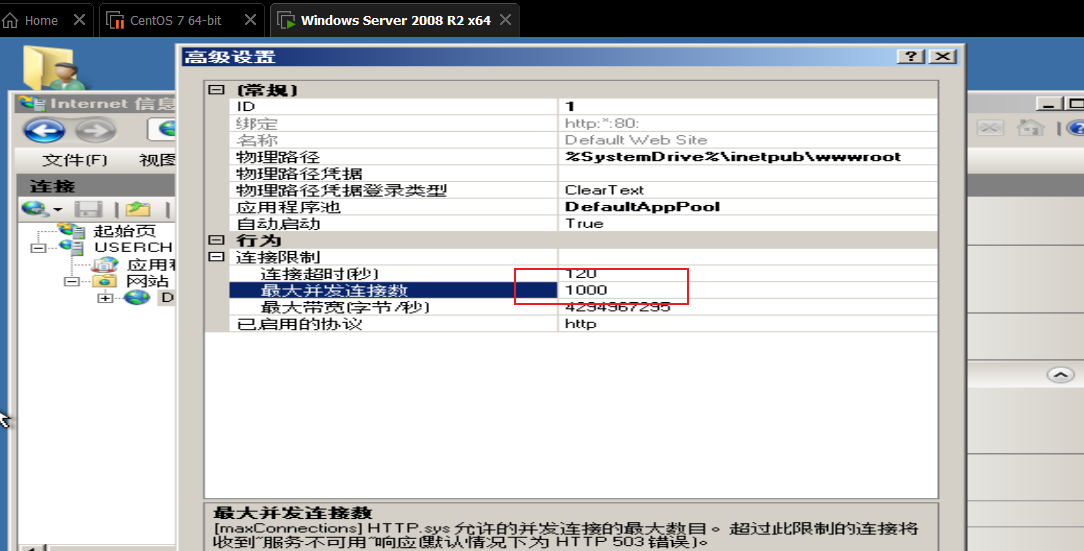 Home
CentOS 7 64-bit
Windows Server 2008 R2 x64
高级设置
Internet 信息
文件(F)
视图
连接
起始页
USERCH
网站
D
(常规)
ID 1
绑定 http:*:80:
名称 Default Web Site
物理路径 %SystemDrive%\inetpub\wwwroot
物理路径凭据
物理路径凭据登录类型 ClearText
应用程序池 DefaultAppPool
自动启动 True
行为
连接限制
连接超时(秒) 120
最大并发连接数 1000
最大带宽(字节/秒) 4294967295
已启用的协议 http
最大并发连接数
[maxConnections] HTTP.sys 允许的并发连接的最大数目。超过此限制的连接将
收到“服务不可用”响应(默认情况下为 HTTP 503 错误)。